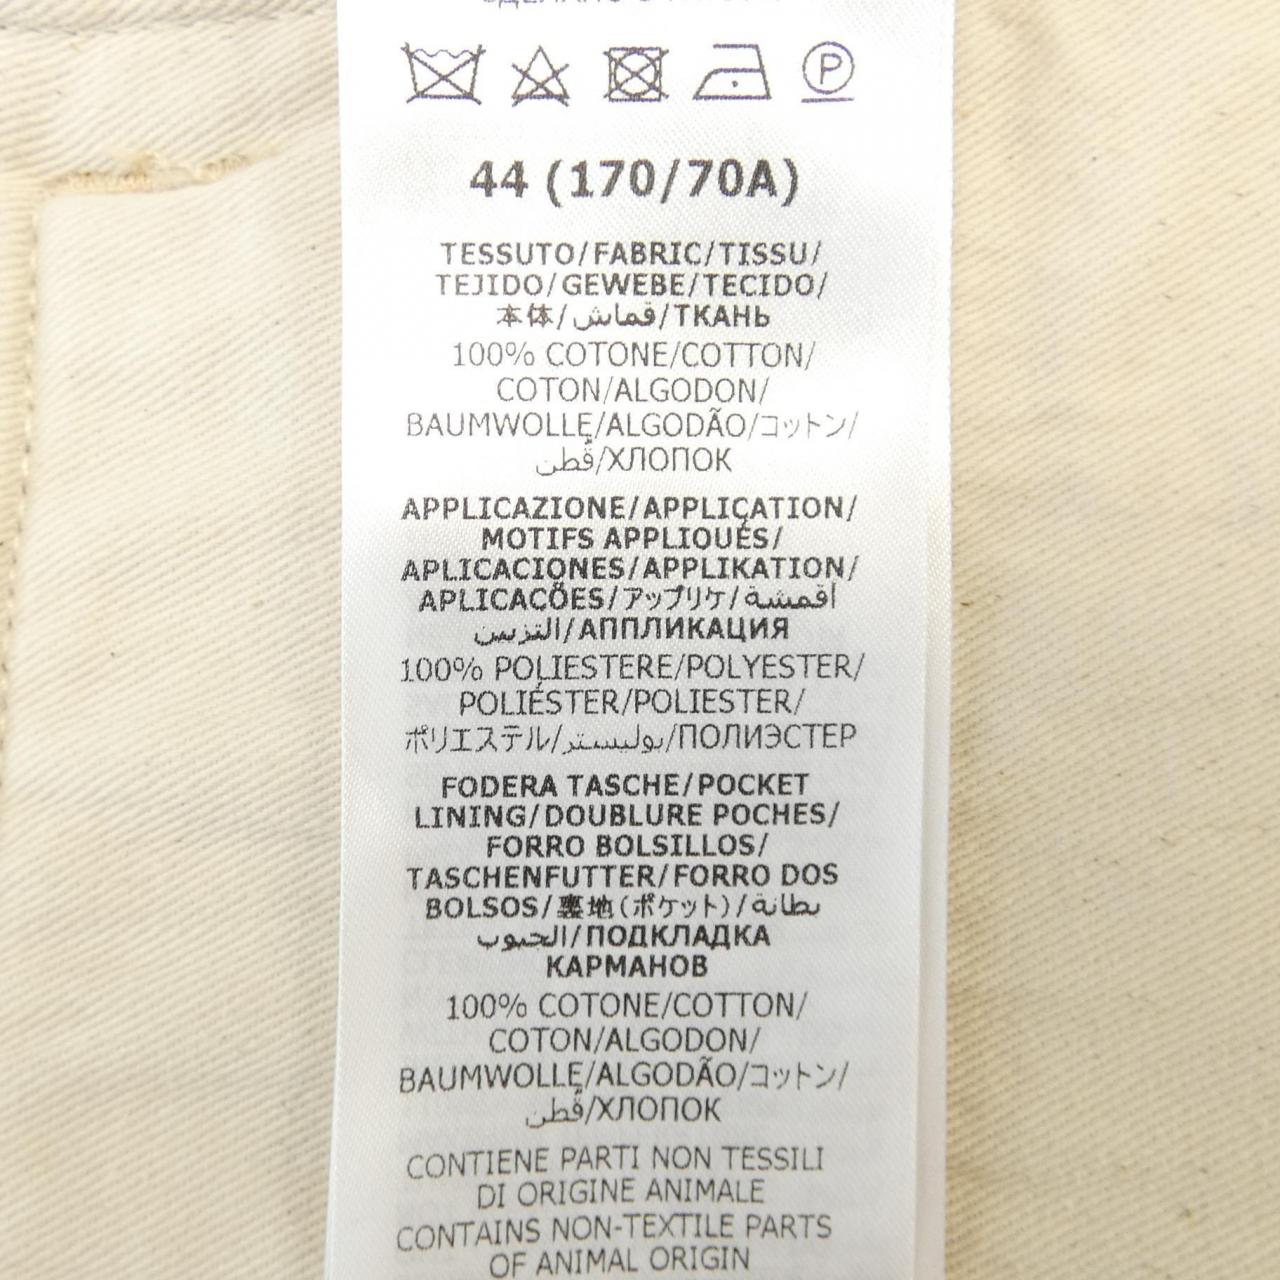 P
44 (170/70A)
TESSUTO/FABRIC/TISSU/
TEJIDO/GEWEBE/TECIDO/
本体/قماش/ТКАНЬ
100% COTONE/COTTON/
COTON/ALGODON/
BAUMWOLLE/ALGODÃO/コットン/
قُطن/ХЛОПОК
APPLICAZIONE/APPLICATION/
MOTIFS APPLIQUÉS/
APLICACIONES/APPLIKATION/
APLICACÕES/アップリケ/أقمشة
التزيين/АППЛИКАЦИЯ
100% POLIESTERE/POLYESTER/
POLIÉSTER/POLIESTER/
ポリエステル/بوليستر/ПОЛИЭСТЕР
FODERA TASCHE/POCKET
LINING/DOUBLURE POCHES/
FORRO BOLSILLOS/
TASCHENFUTTER/FORRO DOS
BOLSOS/裏地(ポケット)/بطانة
الجيوب/ПОДКЛАДКА
КАРМАНОВ
100% COTONE/COTTON/
COTON/ALGODON/
BAUMWOLLE/ALGODÃO/コットン/
قُطن/ХЛОПОК
CONTIENE PARTI NON TESSILI
DI ORIGINE ANIMALE
CONTAINS NON-TEXTILE PARTS
OF ANIMAL ORIGIN